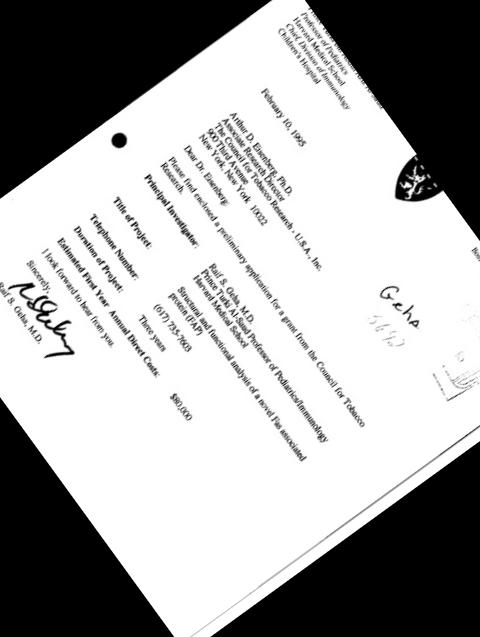 Professor of Pediatrics
Harvard Medical School
Chief, Division of Immunology
Children's Hospital
February 10, 1995
Arthur D. Eisenberg, Ph.D.
Associate Research Director
The Council for Tobacco Research - U.S.A., Inc.
900 Third Avenue
New York, New York 10022
Dear Dr. Eisenberg:
Please find enclosed a preliminary application for a grant from the Council for Tobacco
Research.
Principal Investigator: Raif S. Geha, M.D.
Prince Turki Al-Saud Professor of Pediatrics/Immunology
Harvard Medical School
Title of Project: Structural and functional analysis of a novel Fas associated
protein (FAP)
Telephone Number: (617) 735-7603
Duration of Project: Three years
Estimated First Year Annual Direct Costs: $80,000
I look forward to hear from you.
Sincerely,
Raif S. Geha, M.D.
Geha